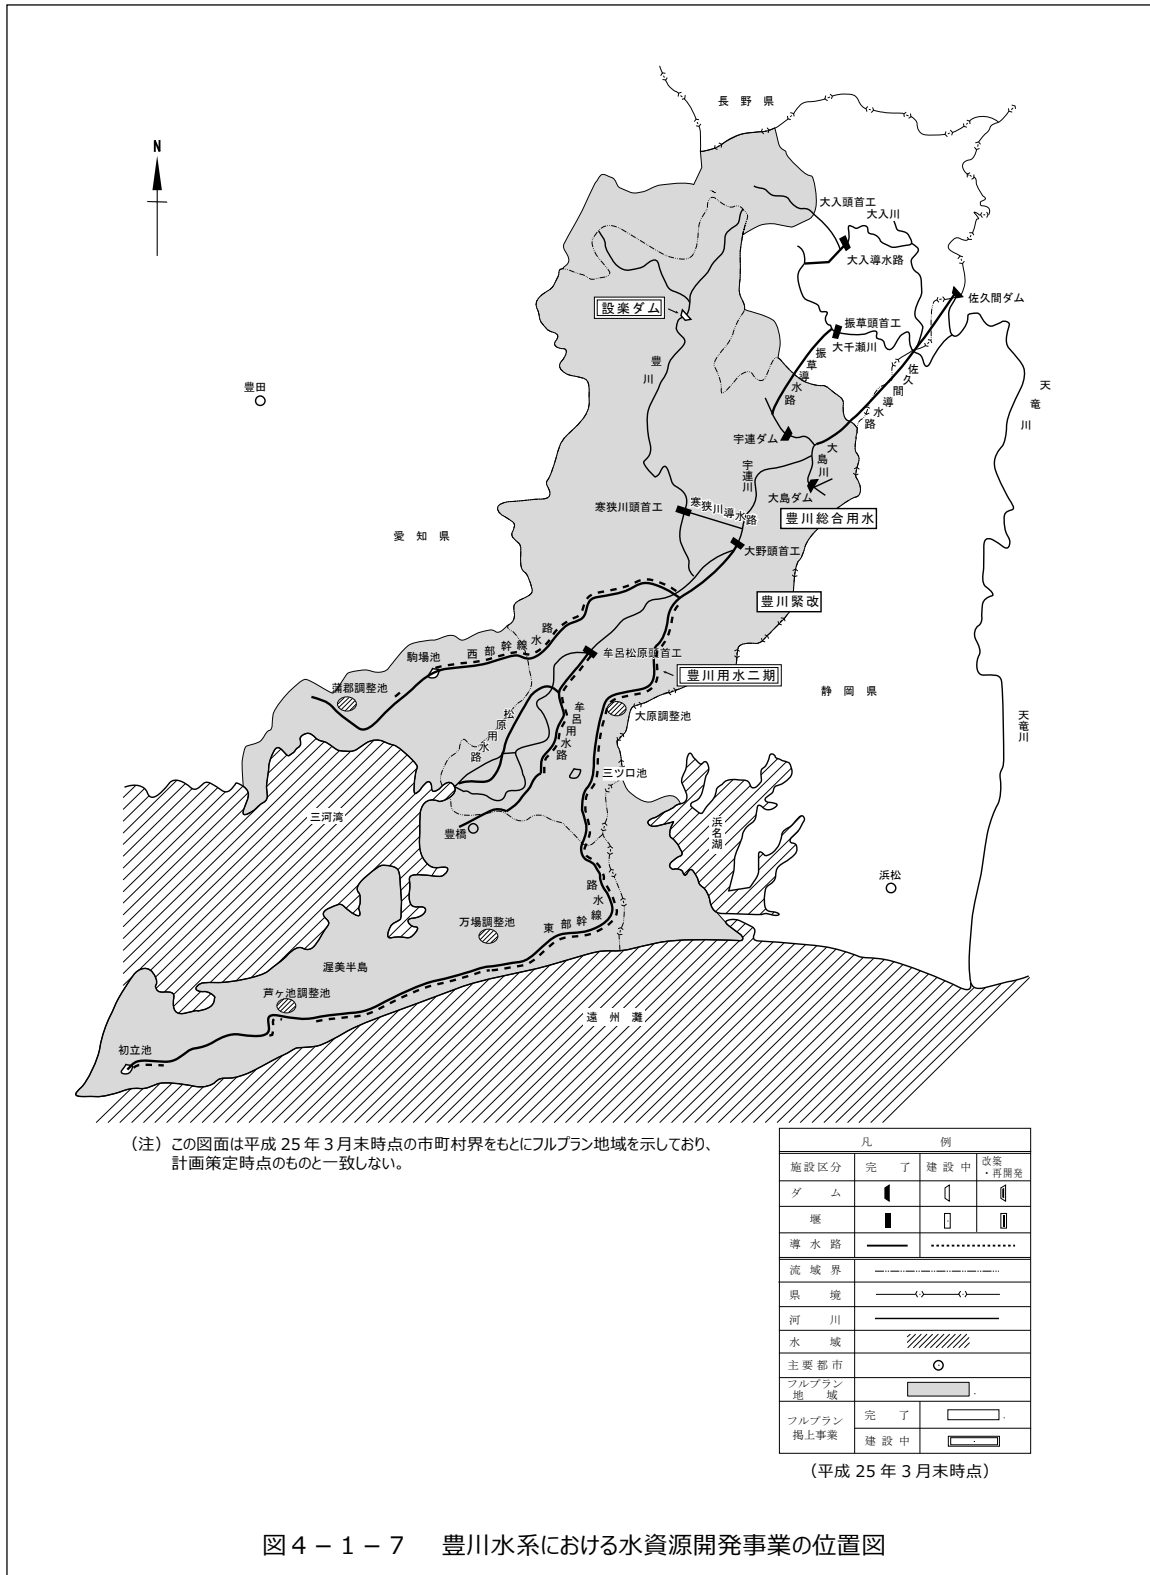 長野県
N
大入頭首工
大入川
大入導水路
佐久間ダム
設楽ダム
振草頭首工
大千瀬川
豊川
振草導水路
佐久間導水路
天竜川
豊田
宇連ダム
大島川
宇連川
大島ダム
寒狭川頭首工
寒狭川導水路
豊川総合用水
愛知県
大野頭首工
豊川緊改
西部幹線水路
駒場池
牟呂松原頭首工
豊川用水二期
静岡県
蒲郡調整池
松原用水路
牟呂用水路
大原調整池
天竜川
三ツ口池
三河湾
浜名湖
豊橋
浜松
万場調整池
東部幹線水路
渥美半島
芦ヶ池調整池
遠州灘
初立池
（注）この図面は平成 25 年 3 月末時点の市町村界をもとにフルプラン地域を示しており、
計画策定時点のものと一致しない。
凡例
施設区分 完了 建設中 改築・再開発
ダム
堰
導水路
流域界
県境
河川
水域
主要都市
フルプラン地域
フルプラン掲上事業 完了
建設中
（平成 25 年 3 月末時点）
図４－１－７ 豊川水系における水資源開発事業の位置図